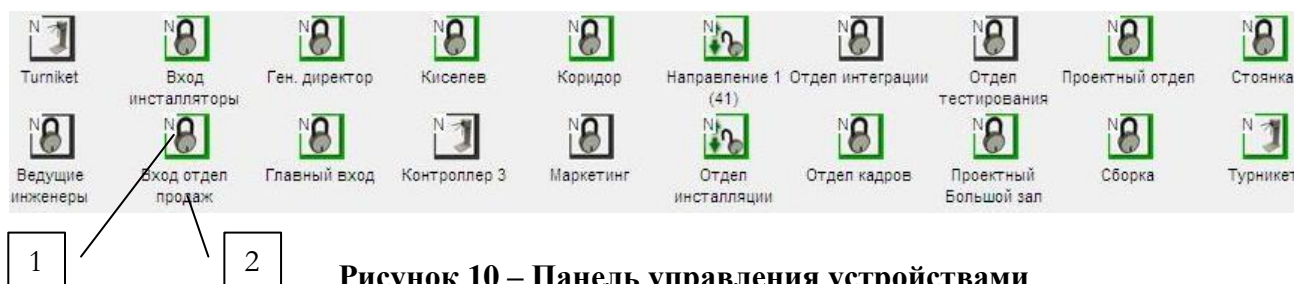 N N N N N N N N N N
Turniket Вход Ген. директор Киселев Коридор Направление 1 Отдел интеграции Отдел Проектный отдел Стоянка
инсталляторы (41) тестирования
N N N N N N N N N N
Ведущие Вход отдел Главный вход Контроллер 3 Маркетинг Отдел Отдел кадров Проектный Сборка Турникет
инженеры продаж инсталляции Большой зал
1 2
Рисунок 10 – Панель управления устройствами